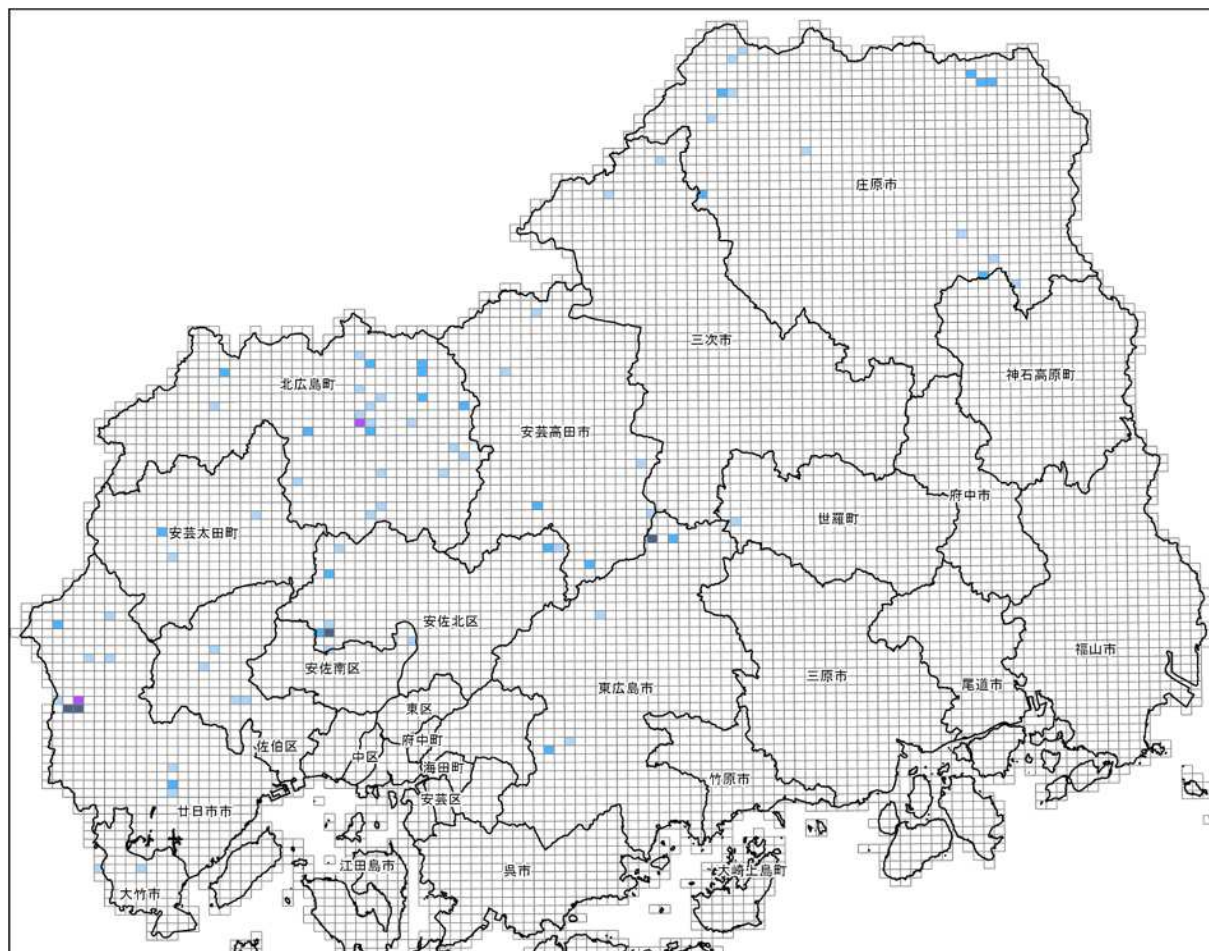 庄原市
三次市
神石高原町
北広島町
安芸高田市
府中市
世羅町
安芸太田町
安佐北区
福山市
安佐南区
三原市
尾道市
東広島市
東区
府中町
佐伯区
中区
海田町
竹原市
安芸区
廿日市市
江田島市
呉市
大崎上島町
大竹市